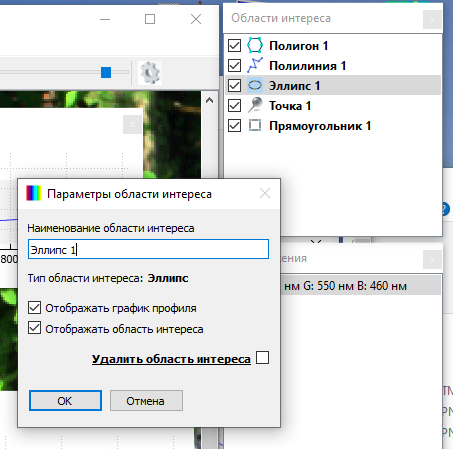 Области интереса
Полигон 1
Полилиния 1
Эллипс 1
Точка 1
Прямоугольник 1
Параметры области интереса
Наименование области интереса
Эллипс 1
Тип области интереса: Эллипс
Отображать график профиля
Отображать область интереса
Удалить область интереса
OK
Отмена
800
ения
нм G: 550 нм B: 460 нм